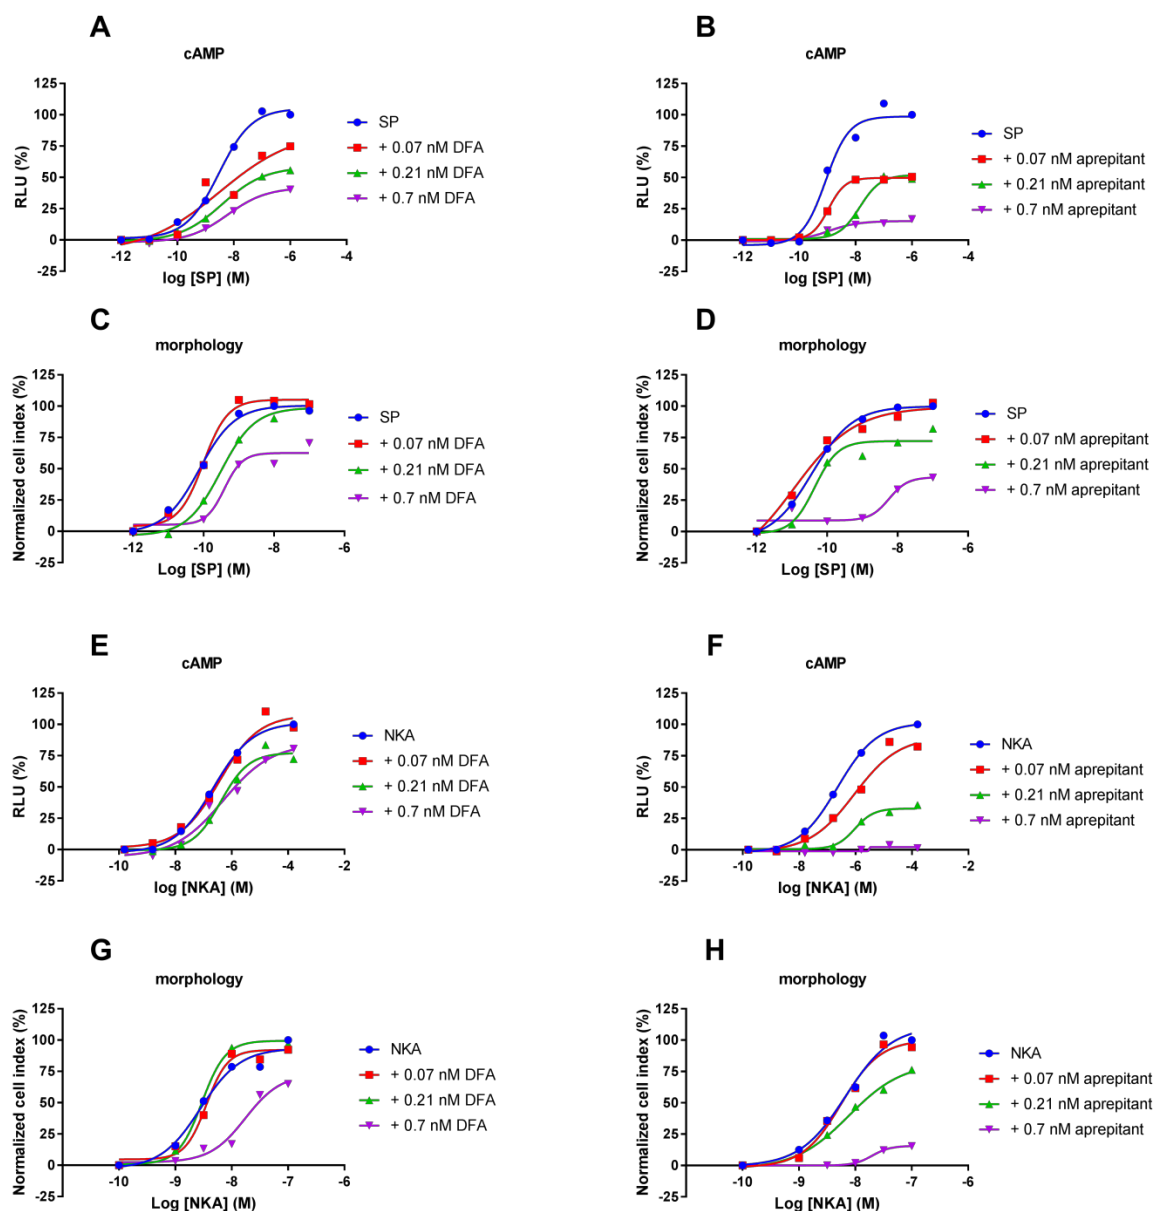 A
cAMP
RLU (%)
125
100
75
50
25
0
-25
-12
-10
-8
-6
-4
log [SP] (M)
SP
+ 0.07 nM DFA
+ 0.21 nM DFA
+ 0.7 nM DFA
B
cAMP
RLU (%)
125
100
75
50
25
0
-25
-12
-10
-8
-6
-4
log [SP] (M)
SP
+ 0.07 nM aprepitant
+ 0.21 nM aprepitant
+ 0.7 nM aprepitant
C
morphology
Normalized cell index (%)
125
100
75
50
25
0
-25
-12
-10
-8
-6
Log [SP] (M)
SP
+ 0.07 nM DFA
+ 0.21 nM DFA
+ 0.7 nM DFA
D
morphology
Normalized cell index (%)
125
100
75
50
25
0
-25
-12
-10
-8
-6
Log [SP] (M)
SP
+ 0.07 nM aprepitant
+ 0.21 nM aprepitant
+ 0.7 nM aprepitant
E
cAMP
RLU (%)
125
100
75
50
25
0
-25
-10
-8
-6
-4
-2
log [NKA] (M)
NKA
+ 0.07 nM DFA
+ 0.21 nM DFA
+ 0.7 nM DFA
F
cAMP
RLU (%)
125
100
75
50
25
0
-25
-10
-8
-6
-4
-2
log [NKA] (M)
NKA
+ 0.07 nM aprepitant
+ 0.21 nM aprepitant
+ 0.7 nM aprepitant
G
morphology
Normalized cell index (%)
125
100
75
50
25
0
-25
-10
-9
-8
-7
-6
Log [NKA] (M)
NKA
+ 0.07 nM DFA
+ 0.21 nM DFA
+ 0.7 nM DFA
H
morphology
Normalized cell index (%)
125
100
75
50
25
0
-25
-10
-9
-8
-7
-6
Log [NKA] (M)
NKA
+ 0.07 nM aprepitant
+ 0.21 nM aprepitant
+ 0.7 nM aprepitant